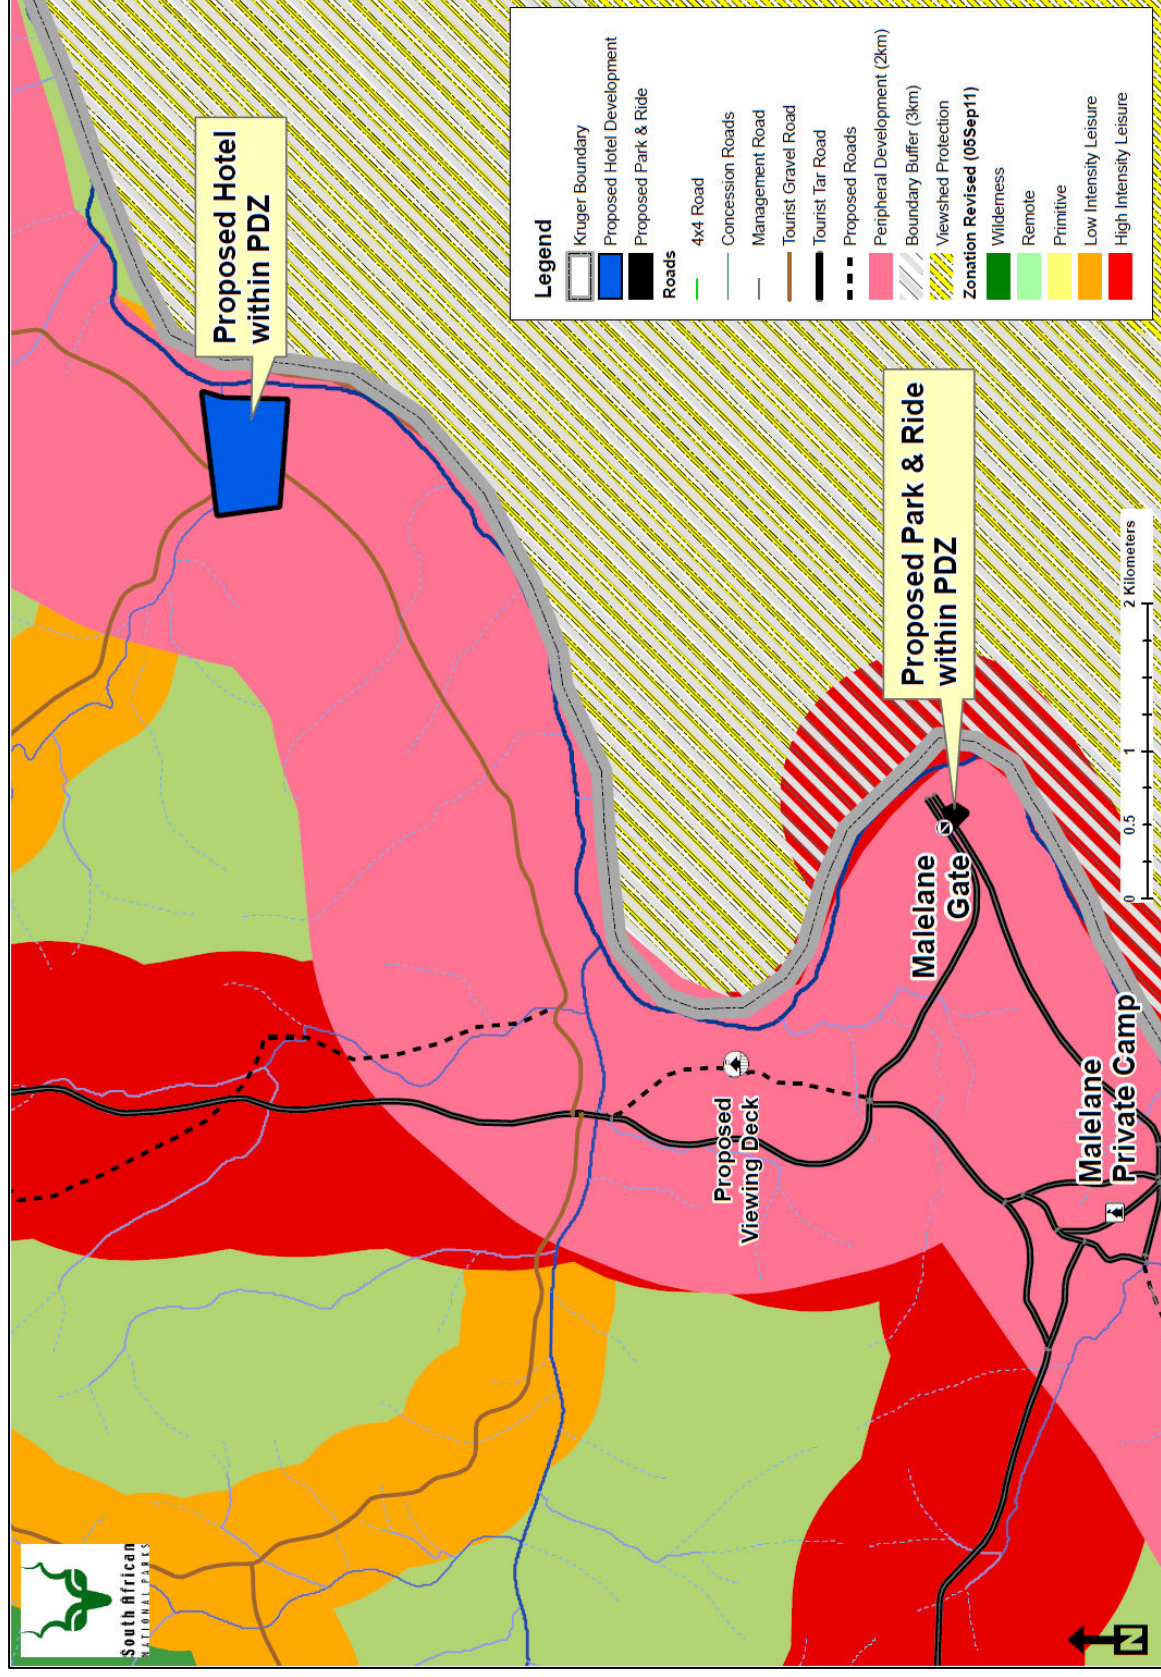 South African
NATIONAL PARKS
Proposed Hotel
within PDZ
Proposed
Viewing Deck
Malelane
Gate
Proposed Park & Ride
within PDZ
Malelane
Private Camp
N
0 0.5 1 2 Kilometers
Legend
Kruger Boundary
Proposed Hotel Development
Proposed Park & Ride
Roads
4x4 Road
Concession Roads
Management Road
Tourist Gravel Road
Tourist Tar Road
Proposed Roads
Peripheral Development (2km)
Boundary Buffer (3km)
Viewshed Protection
Zonation Revised (05Sep11)
Wilderness
Remote
Primitive
Low Intensity Leisure
High Intensity Leisure